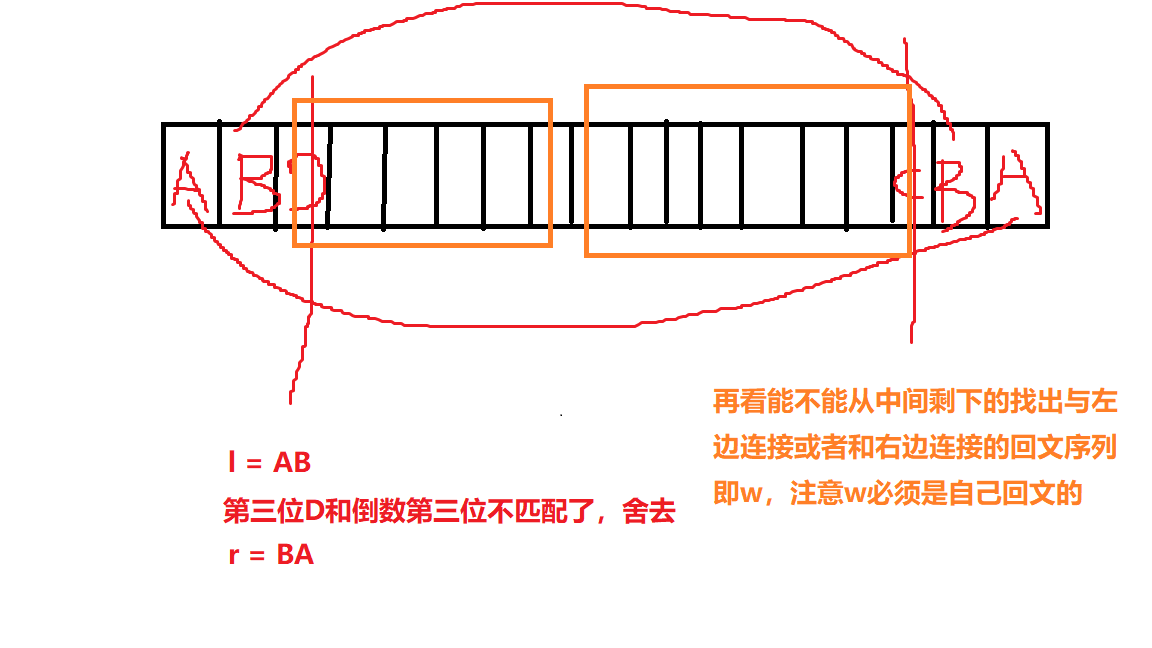 A B D C B A
l = AB
第三位D和倒数第三位不匹配了，舍去
r = BA
再看能不能从中间剩下的找出与左
边连接或者和右边连接的回文序列
即w，注意w必须是自己回文的